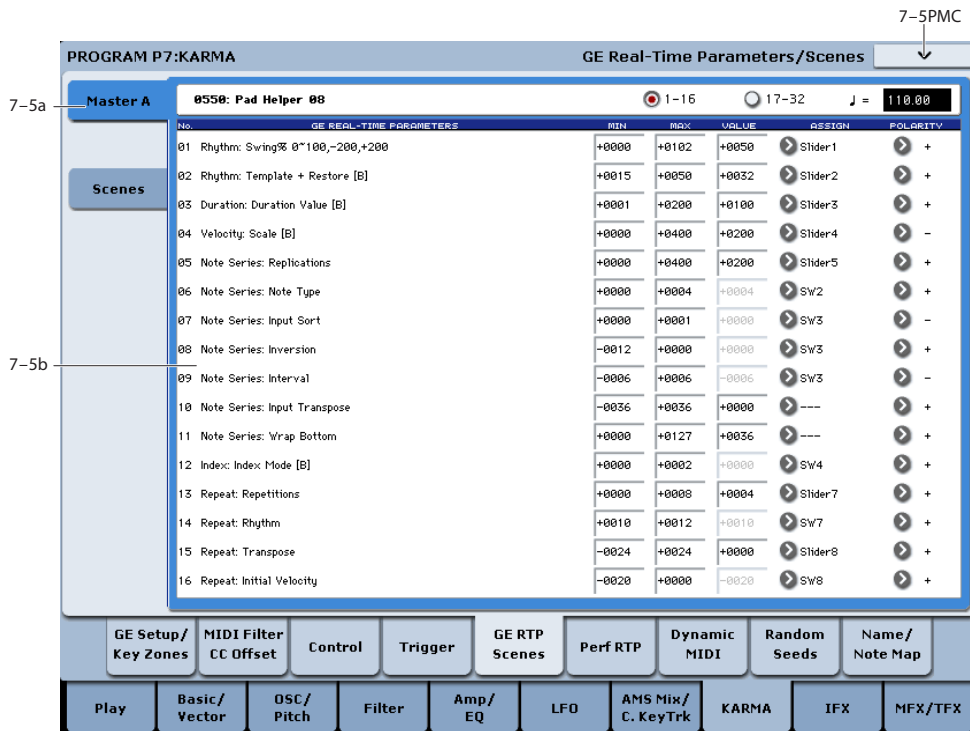 7–5PMC
PROGRAM P7:KARMA GE Real-Time Parameters/Scenes
7–5a
Master A
0550: Pad Helper 08 1-16 17-32 ♩ = 110.00
No. GE REAL-TIME PARAMETERS MIN MAX VALUE ASSIGN POLARITY
01 Rhythm: Swing% 0~100,-200,+200 +0000 +0102 +0050 Slider1 +
Scenes
02 Rhythm: Template + Restore [B] +0015 +0050 +0032 Slider2 +
03 Duration: Duration Value [B] +0001 +0200 +0100 Slider3 +
04 Velocity: Scale [B] +0000 +0400 +0200 Slider4 -
05 Note Series: Replications +0000 +0400 +0200 Slider5 +
06 Note Series: Note Type +0000 +0004 +0004 SW2 +
07 Note Series: Input Sort +0000 +0001 +0000 SW3 -
7–5b
08 Note Series: Inversion -0012 +0000 +0000 SW3 +
09 Note Series: Interval -0006 +0006 -0006 SW3 -
10 Note Series: Input Transpose -0036 +0036 +0000 --- +
11 Note Series: Wrap Bottom +0000 +0127 +0036 --- +
12 Index: Index Mode [B] +0000 +0002 +0000 SW4 +
13 Repeat: Repetitions +0000 +0008 +0004 Slider7 +
14 Repeat: Rhythm +0010 +0012 +0010 SW7 +
15 Repeat: Transpose -0024 +0024 +0000 Slider8 +
16 Repeat: Initial Velocity -0020 +0000 -0020 SW8 +
GE Setup/ Key Zones
MIDI Filter CC Offset
Control
Trigger
GE RTP Scenes
Perf RTP
Dynamic MIDI
Random Seeds
Name/ Note Map
Play
Basic/ Vector
OSC/ Pitch
Filter
Amp/ EQ
LFO
AMS Mix/ C. KeyTrk
KARMA
IFX
MFX/TFX